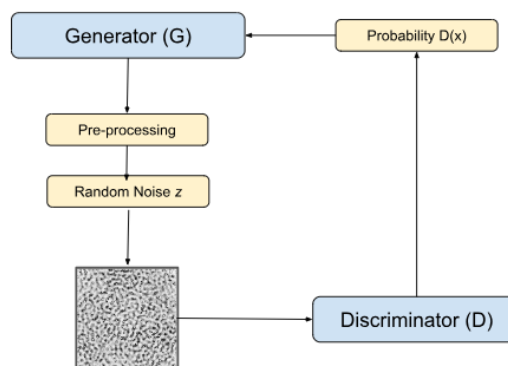 Generator (G)
Probability D(x)
Pre-processing
Random Noise z
Discriminator (D)